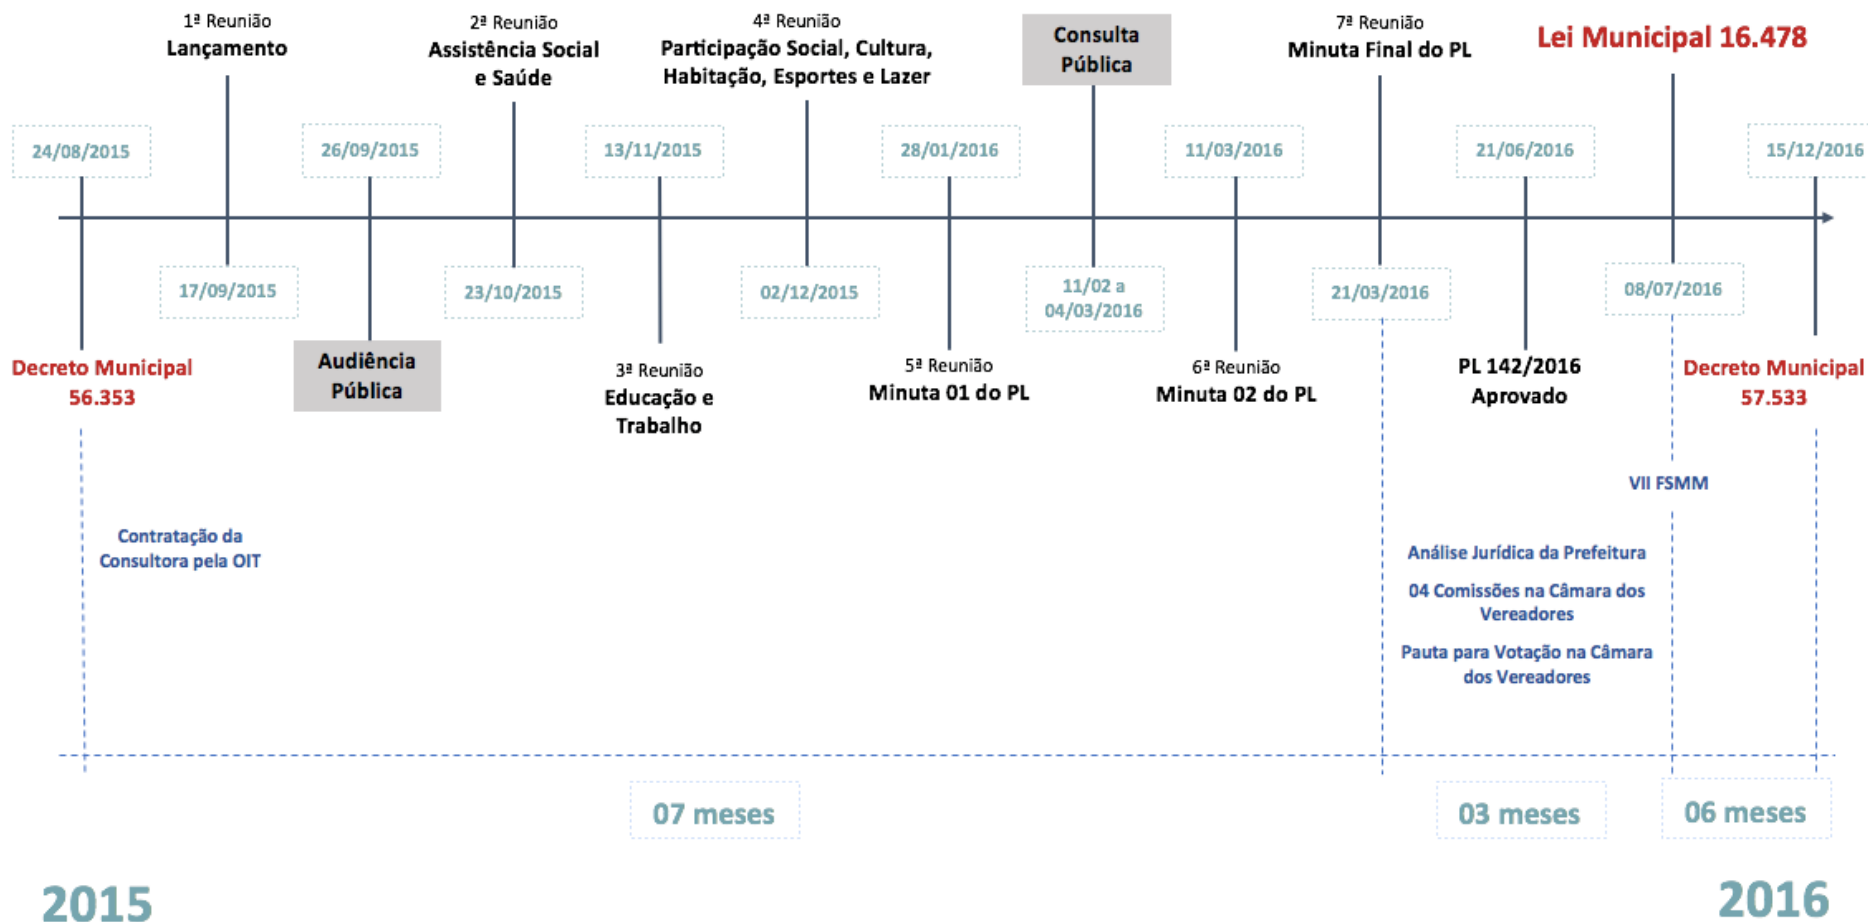 1ª Reunião
Lançamento
2ª Reunião
Assistência Social
e Saúde
4ª Reunião
Participação Social, Cultura,
Habitação, Esportes e Lazer
Consulta
Pública
7ª Reunião
Minuta Final do PL
Lei Municipal 16.478
24/08/2015
26/09/2015
13/11/2015
28/01/2016
11/03/2016
21/06/2016
15/12/2016
17/09/2015
23/10/2015
02/12/2015
11/02 a
04/03/2016
21/03/2016
08/07/2016
Decreto Municipal
56.353
Audiência
Pública
3ª Reunião
Educação e
Trabalho
5ª Reunião
Minuta 01 do PL
6ª Reunião
Minuta 02 do PL
PL 142/2016
Aprovado
Decreto Municipal
57.533
VII FSMM
Contratação da
Consultora pela OIT
Análise Jurídica da Prefeitura
04 Comissões na Câmara dos
Vereadores
Pauta para Votação na Câmara
dos Vereadores
07 meses
03 meses
06 meses
2015
2016